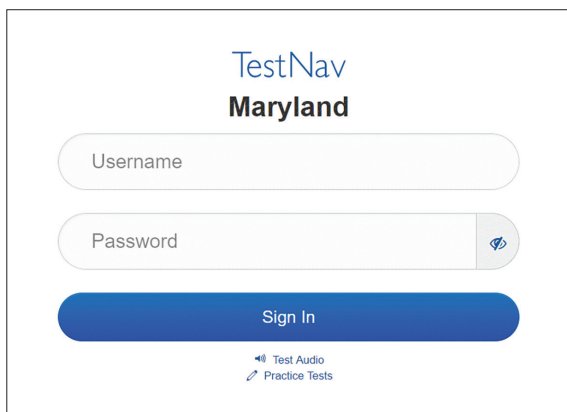 TestNav
Maryland
Username
Password
Sign In
Test Audio
Practice Tests